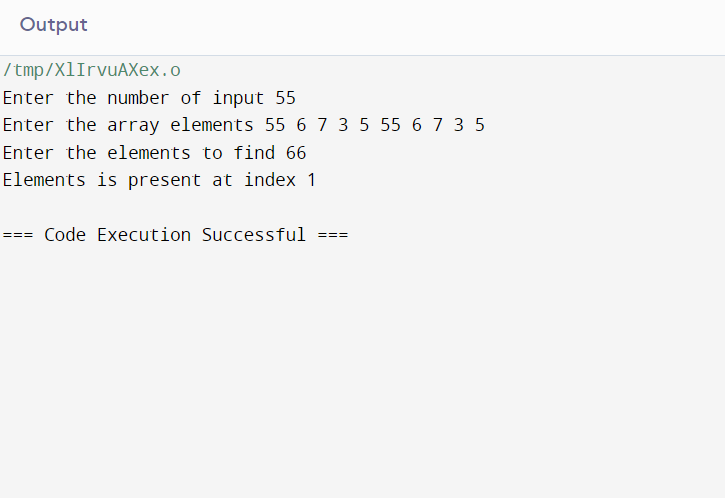 Output
/tmp/XlIrvuAXex.o
Enter the number of input 55
Enter the array elements 55 6 7 3 5 55 6 7 3 5
Enter the elements to find 66
Elements is present at index 1
=== Code Execution Successful ===